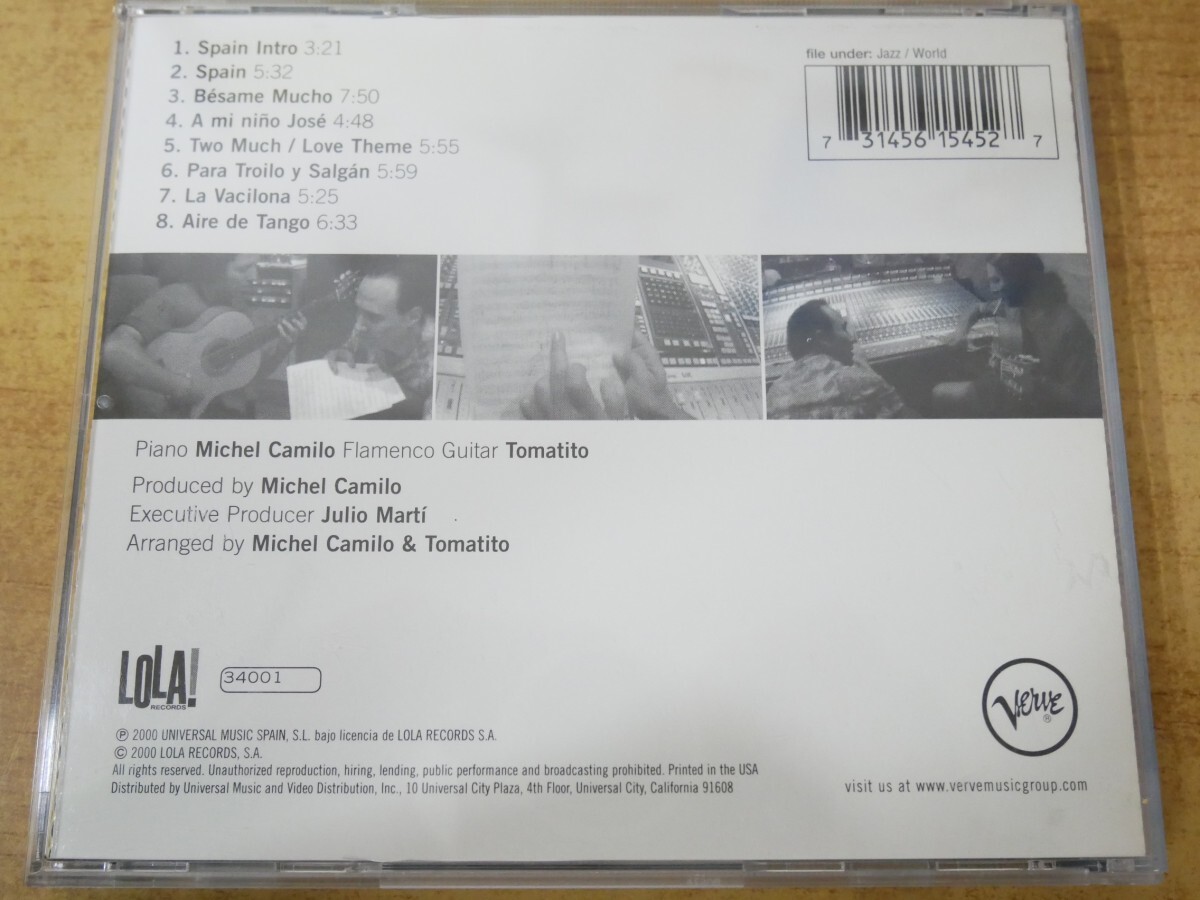 1. Spain Intro 3:21
2. Spain 5:32
3. Bésame Mucho 7:50
4. A mi niño José 4:48
5. Two Much / Love Theme 5:55
6. Para Troilo y Salgán 5:59
7. La Vacilona 5:25
8. Aire de Tango 6:33
file under: Jazz / World
7 31456 15452 7
Piano Michel Camilo Flamenco Guitar Tomatito
Produced by Michel Camilo
Executive Producer Julio Martí
Arranged by Michel Camilo & Tomatito
LOLA!
RECORDS
34001
Verve®
℗ 2000 UNIVERSAL MUSIC SPAIN, S.L. bajo licencia de LOLA RECORDS S.A.
© 2000 LOLA RECORDS, S.A.
All rights reserved. Unauthorized reproduction, hiring, lending, public performance and broadcasting prohibited. Printed in the USA
Distributed by Universal Music and Video Distribution, Inc., 10 Universal City Plaza, 4th Floor, Universal City, California 91608
visit us at www.vervemusicgroup.com